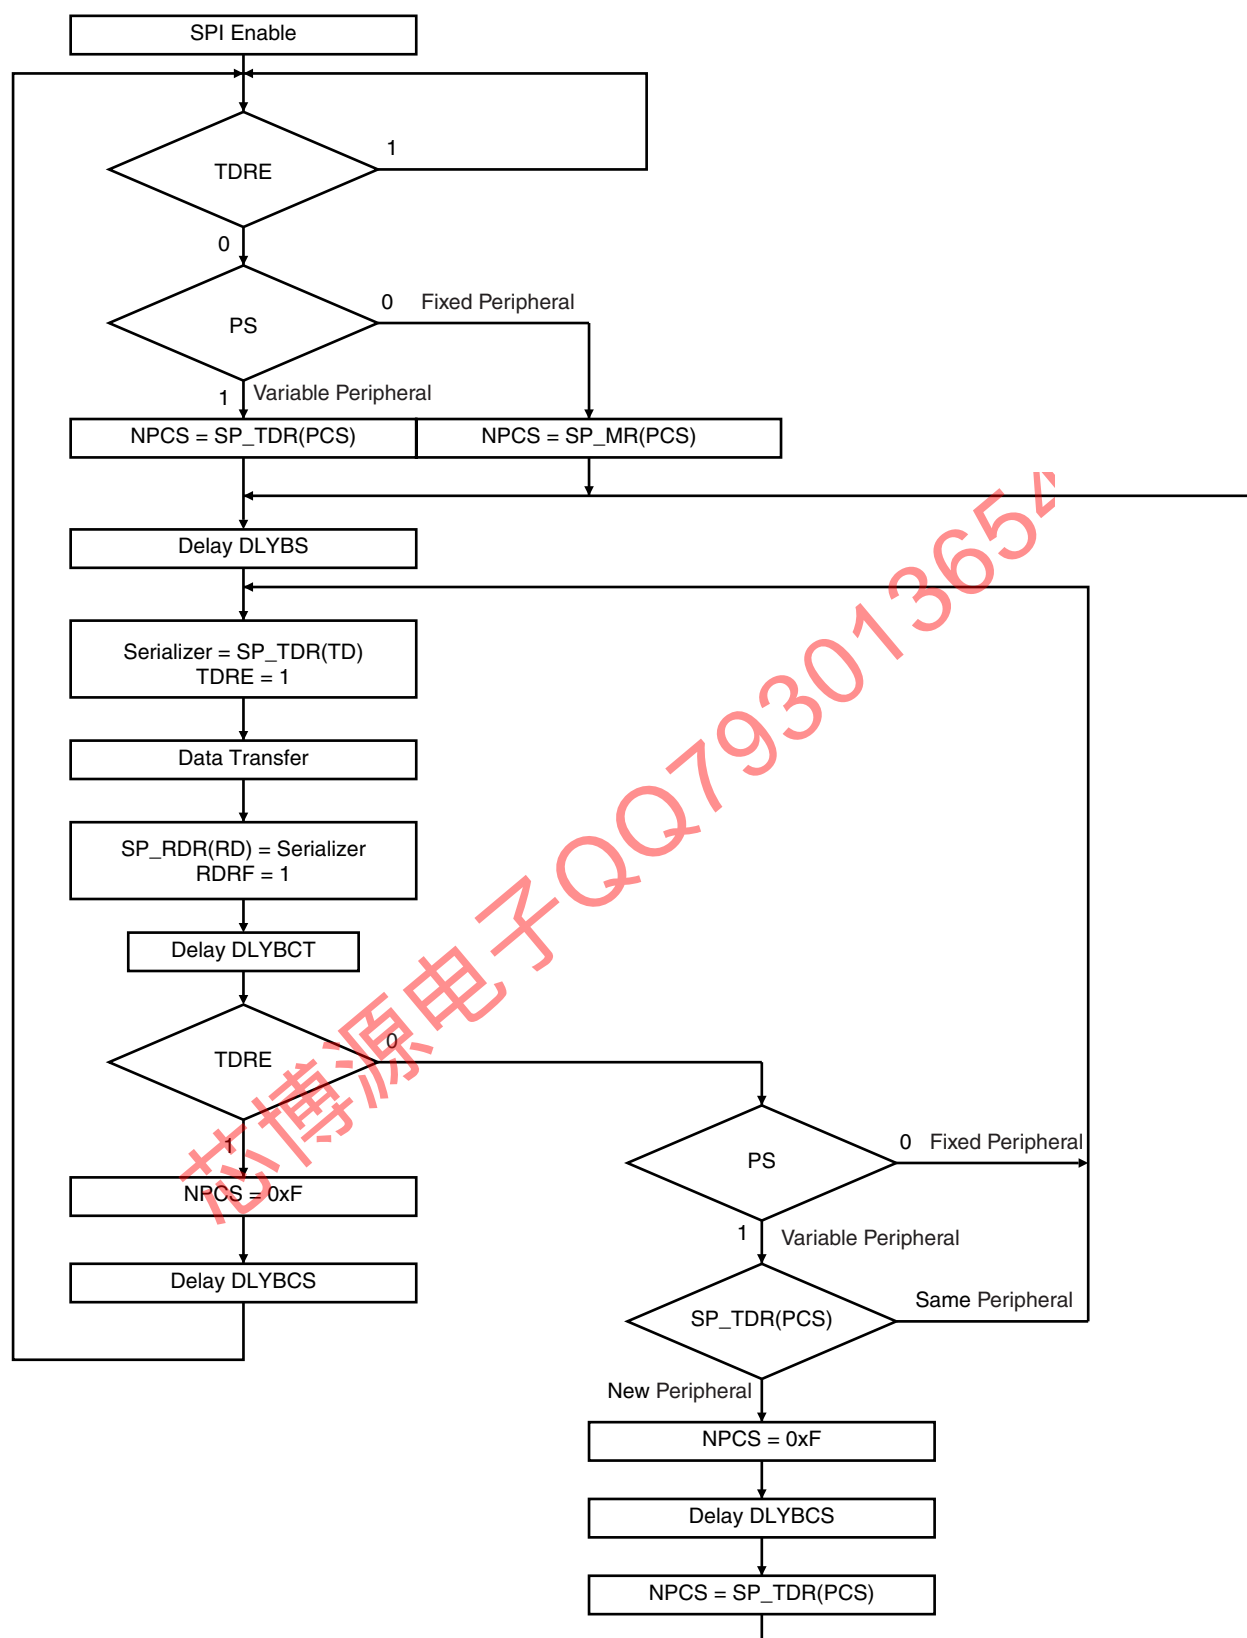 SPI Enable
TDRE
1
0
PS
0 Fixed Peripheral
1 Variable Peripheral
NPCS = SP_TDR(PCS)
NPCS = SP_MR(PCS)
Delay DLYBS
Serializer = SP_TDR(TD)
TDRE = 1
Data Transfer
SP_RDR(RD) = Serializer
RDRF = 1
Delay DLYBCT
TDRE
0
1
NPCS = 0xF
Delay DLYBCS
PS
0 Fixed Peripheral
1 Variable Peripheral
SP_TDR(PCS)
Same Peripheral
New Peripheral
NPCS = 0xF
Delay DLYBCS
NPCS = SP_TDR(PCS)
芯博源电子QQ793013654